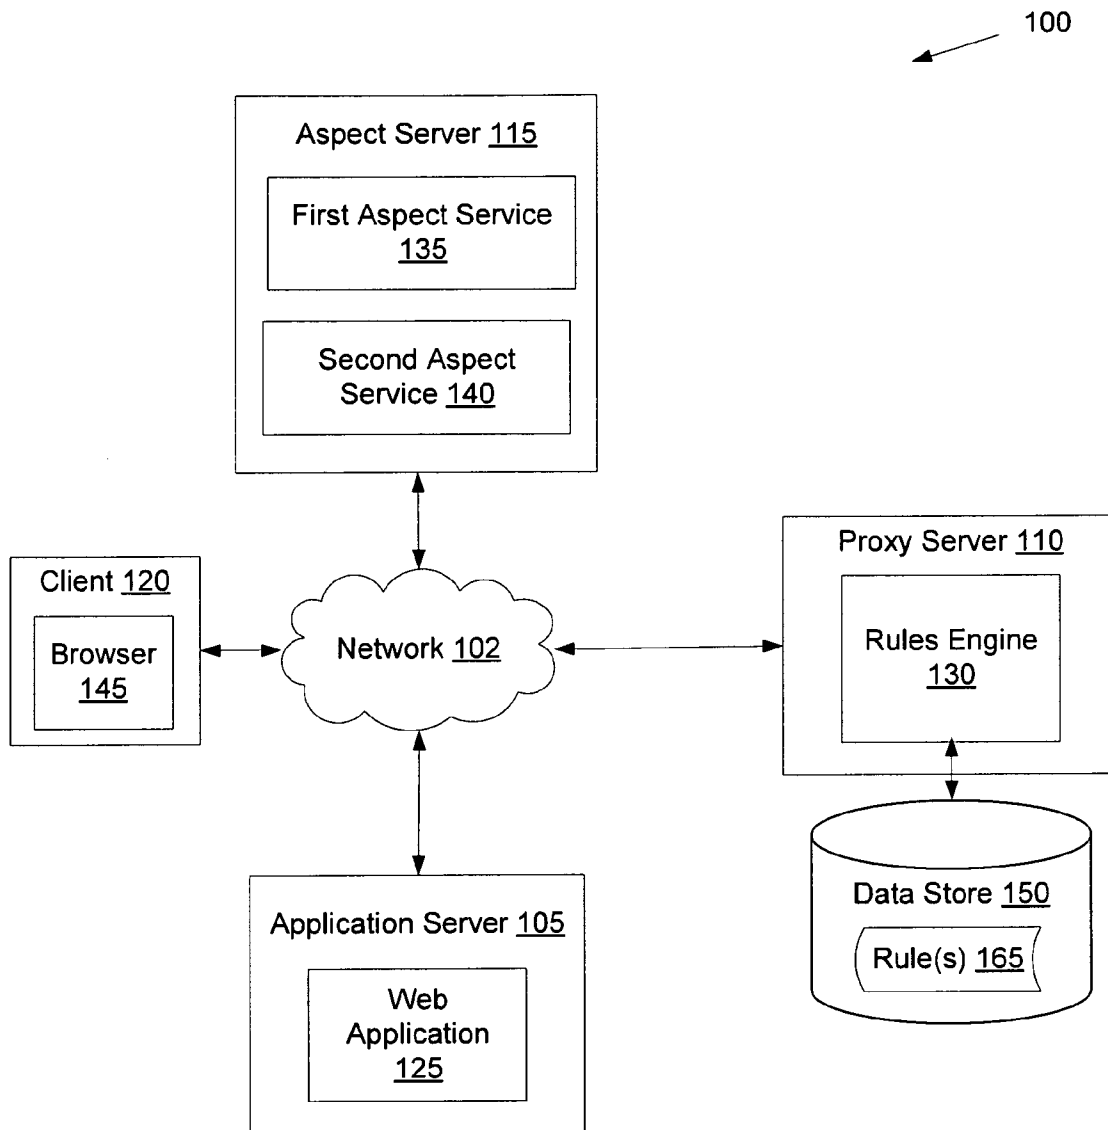 100
Aspect Server 115
First Aspect Service
135
Second Aspect
Service 140
Proxy Server 110
Rules Engine
130
Client 120
Browser
145
Network 102
Data Store 150
Rule(s) 165
Application Server 105
Web
Application
125